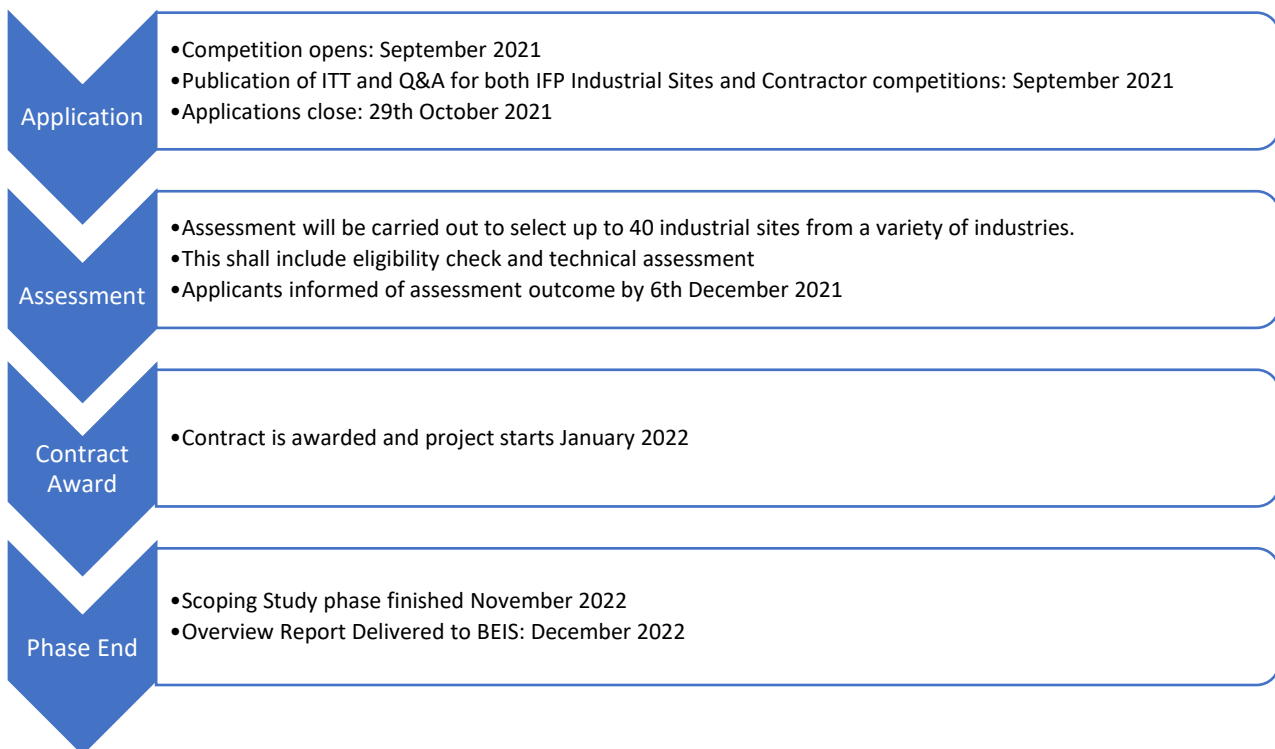 Application
•Competition opens: September 2021
•Publication of ITT and Q&A for both IFP Industrial Sites and Contractor competitions: September 2021
•Applications close: 29th October 2021
Assessment
•Assessment will be carried out to select up to 40 industrial sites from a variety of industries.
•This shall include eligibility check and technical assessment
•Applicants informed of assessment outcome by 6th December 2021
Contract
Award
•Contract is awarded and project starts January 2022
Phase End
•Scoping Study phase finished November 2022
•Overview Report Delivered to BEIS: December 2022